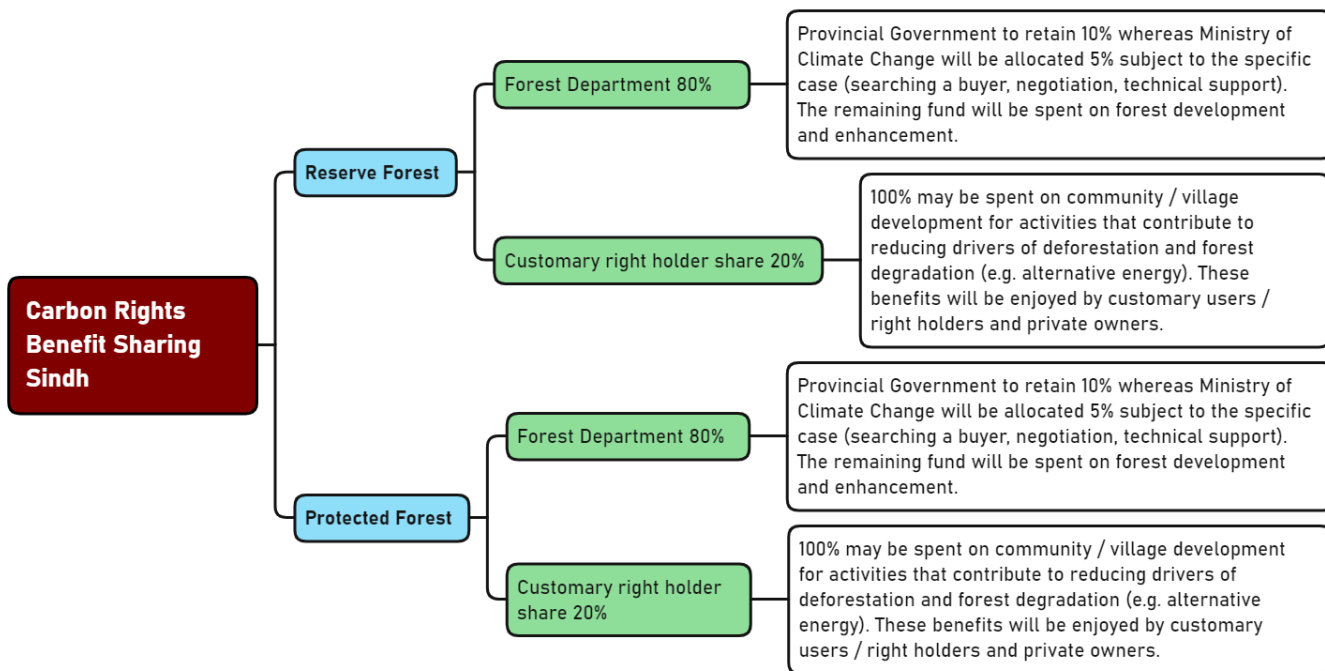 Carbon Rights
Benefit Sharing
Sindh
Reserve Forest
Forest Department 80%
Provincial Government to retain 10% whereas Ministry of
Climate Change will be allocated 5% subject to the specific
case (searching a buyer, negotiation, technical support).
The remaining fund will be spent on forest development
and enhancement.
Customary right holder share 20%
100% may be spent on community / village
development for activities that contribute to
reducing drivers of deforestation and forest
degradation (e.g. alternative energy). These
benefits will be enjoyed by customary users /
right holders and private owners.
Protected Forest
Forest Department 80%
Provincial Government to retain 10% whereas Ministry of
Climate Change will be allocated 5% subject to the specific
case (searching a buyer, negotiation, technical support).
The remaining fund will be spent on forest development
and enhancement.
Customary right holder
share 20%
100% may be spent on community / village development
for activities that contribute to reducing drivers of
deforestation and forest degradation (e.g. alternative
energy). These benefits will be enjoyed by customary
users / right holders and private owners.